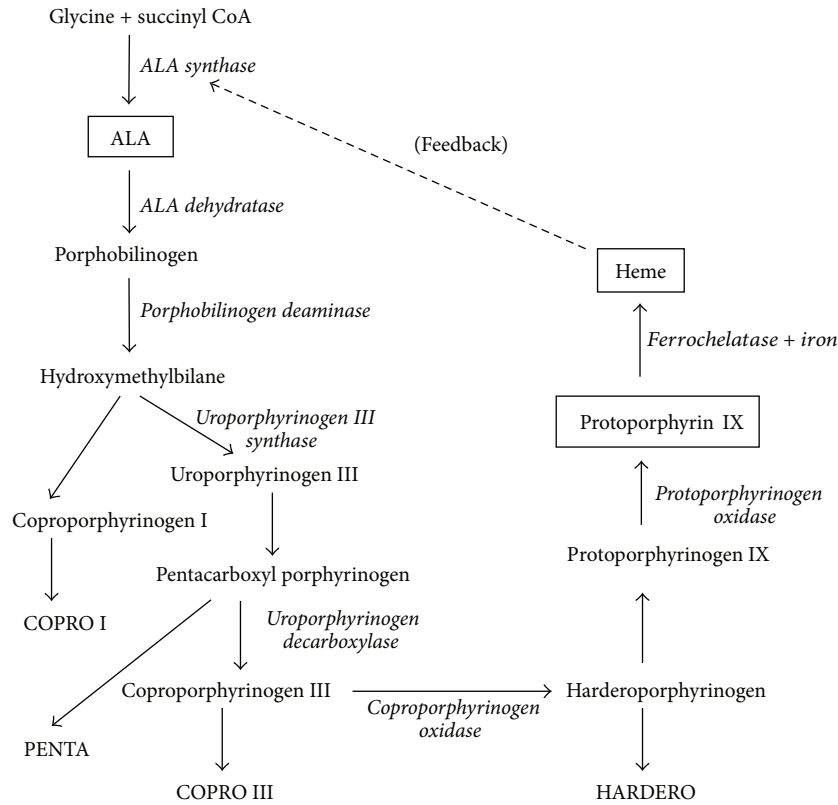 Glycine + succinyl CoA
ALA synthase
ALA
(Feedback)
ALA dehydratase
Porphobilinogen
Heme
Porphobilinogen deaminase
Ferrochelatase + iron
Hydroxymethylbilane
Uroporphyrinogen III
synthase
Protoporphyrin IX
Uroporphyrinogen III
Coproporphyrinogen I
Protoporphyrinogen
oxidase
Protoporphyrinogen IX
Pentacarboxyl porphyrinogen
COPRO I
Uroporphyrinogen
decarboxylase
Coproporphyrinogen III
Coproporphyrinogen
oxidase
Harderoporphyrinogen
PENTA
COPRO III
HARDERO